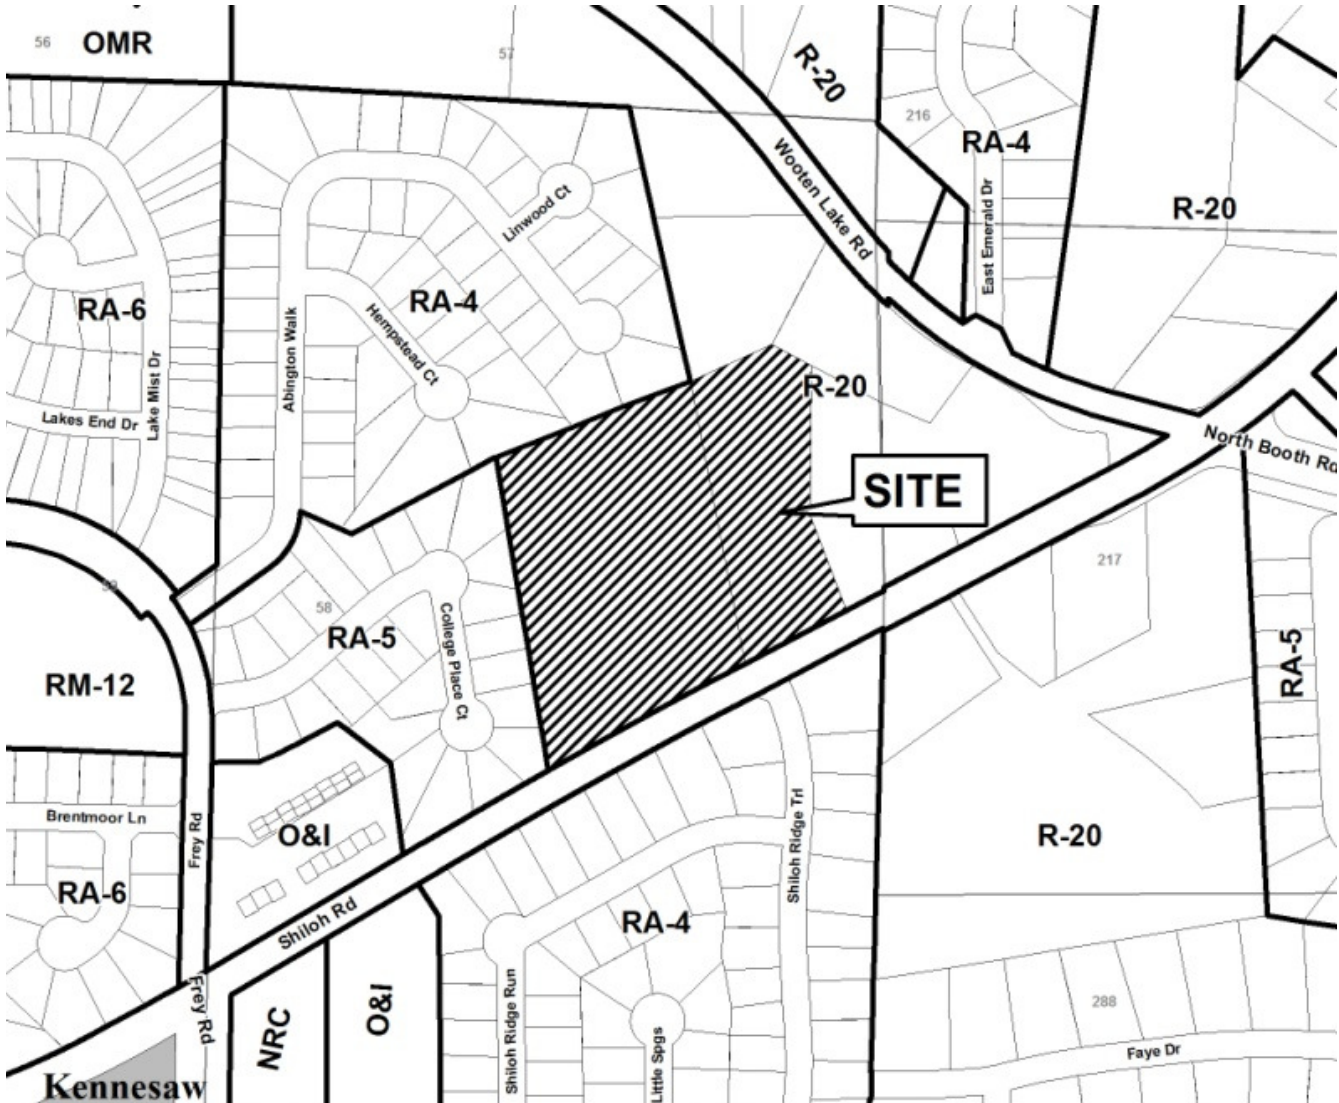 56
OMR
57
R-20
216
RA-4
Wooten Lake Rd
Linwood Ct
East Emerald Dr
R-20
RA-6
RA-4
Hempstead Ct
Abington Walk
Lake Mist Dr
R-20
Lakes End Dr
North Booth Rd
SITE
217
59
58
RA-5
College Place Ct
RA-5
RM-12
Brentmoor Ln
Frey Rd
O&I
Shiloh Ridge Trl
R-20
RA-6
Shiloh Rd
RA-4
Frey Rd
NRC
O&I
Shiloh Ridge Run
Little Spgs
288
Faye Dr
Kennesaw